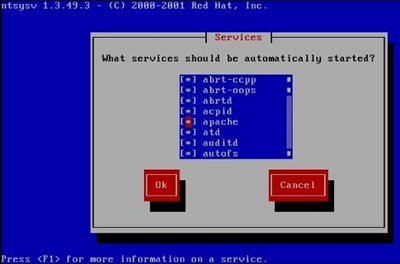 ntsysv 1.3.49.3 - (C) 2000-2001 Red Hat, Inc.
Services
What services should be automatically started?
[*] abrt-ccpp
[*] abrt-oops
[*] abrtd
[*] acpid
[*] apache
[*] atd
[*] auditd
[*] autofs
Ok Cancel
Press <F1> for more information on a service.